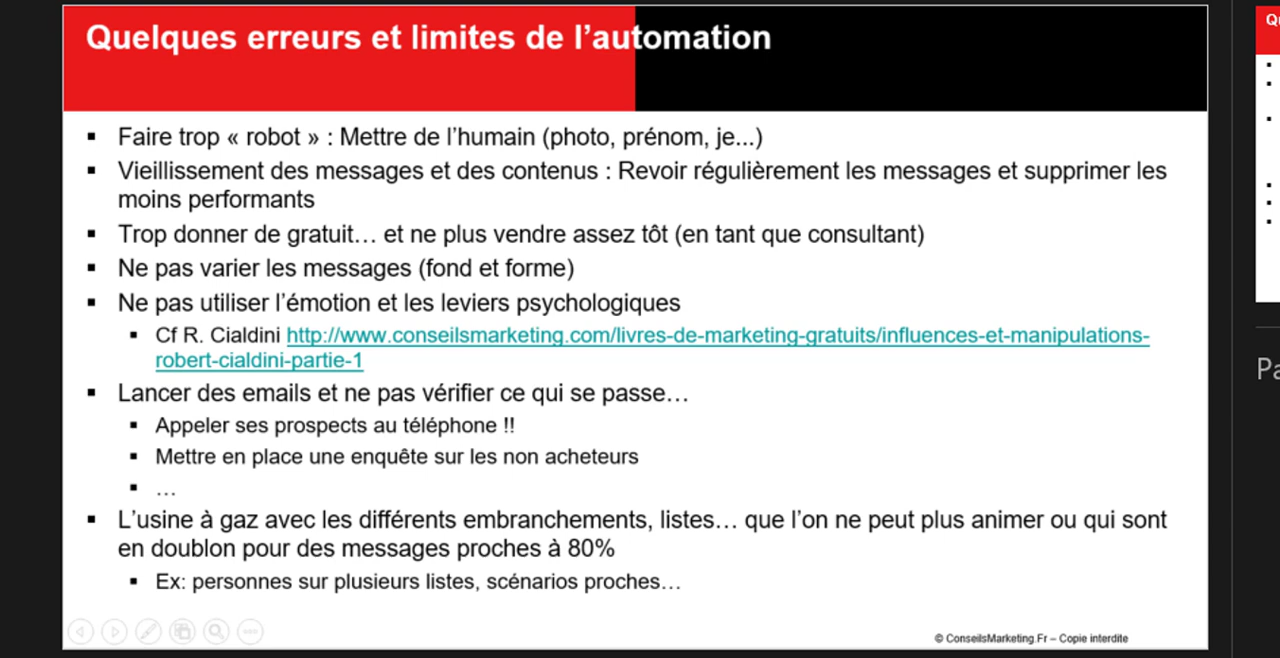 Quelques erreurs et limites de l’automation
▪ Faire trop « robot » : Mettre de l’humain (photo, prénom, je...)
▪ Vieillissement des messages et des contenus : Revoir régulièrement les messages et supprimer les
moins performants
▪ Trop donner de gratuit… et ne plus vendre assez tôt (en tant que consultant)
▪ Ne pas varier les messages (fond et forme)
▪ Ne pas utiliser l’émotion et les leviers psychologiques
▪ Cf R. Cialdini http://www.conseilsmarketing.com/livres-de-marketing-gratuits/influences-et-manipulations-
robert-cialdini-partie-1
▪ Lancer des emails et ne pas vérifier ce qui se passe…
▪ Appeler ses prospects au téléphone !!
▪ Mettre en place une enquête sur les non acheteurs
▪ …
▪ L’usine à gaz avec les différents embranchements, listes… que l’on ne peut plus animer ou qui sont
en doublon pour des messages proches à 80%
▪ Ex: personnes sur plusieurs listes, scénarios proches…
© ConseilsMarketing.Fr – Copie interdite
Qu
Pa